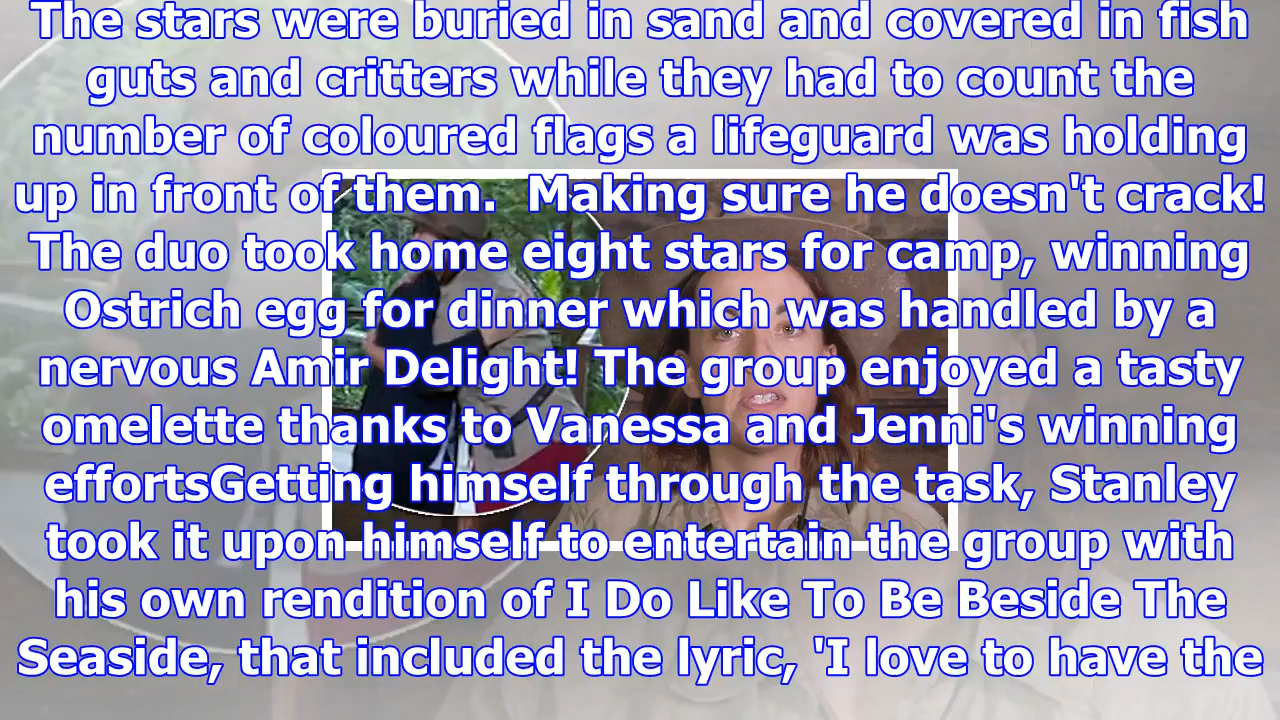 The stars were buried in sand and covered in fish
guts and critters while they had to count the
number of coloured flags a lifeguard was holding
up in front of them.  Making sure he doesn't crack!
The duo took home eight stars for camp, winning
Ostrich egg for dinner which was handled by a
nervous Amir Delight! The group enjoyed a tasty
omelette thanks to Vanessa and Jenni's winning
effortsGetting himself through the task, Stanley
took it upon himself to entertain the group with
his own rendition of I Do Like To Be Beside The
Seaside, that included the lyric, 'I love to have the